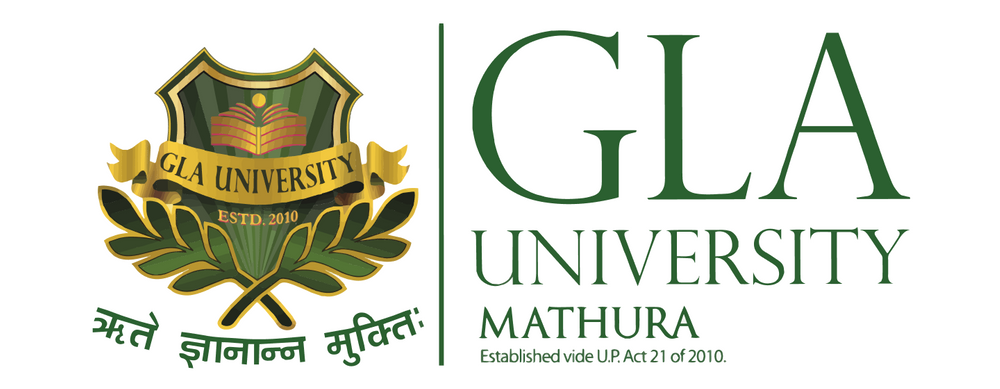 GLA UNIVERSITY
ESTD. 2010
ऋते ज्ञानान्न मुक्तिः
GLA
UNIVERSITY
MATHURA
Established vide U.P. Act 21 of 2010.